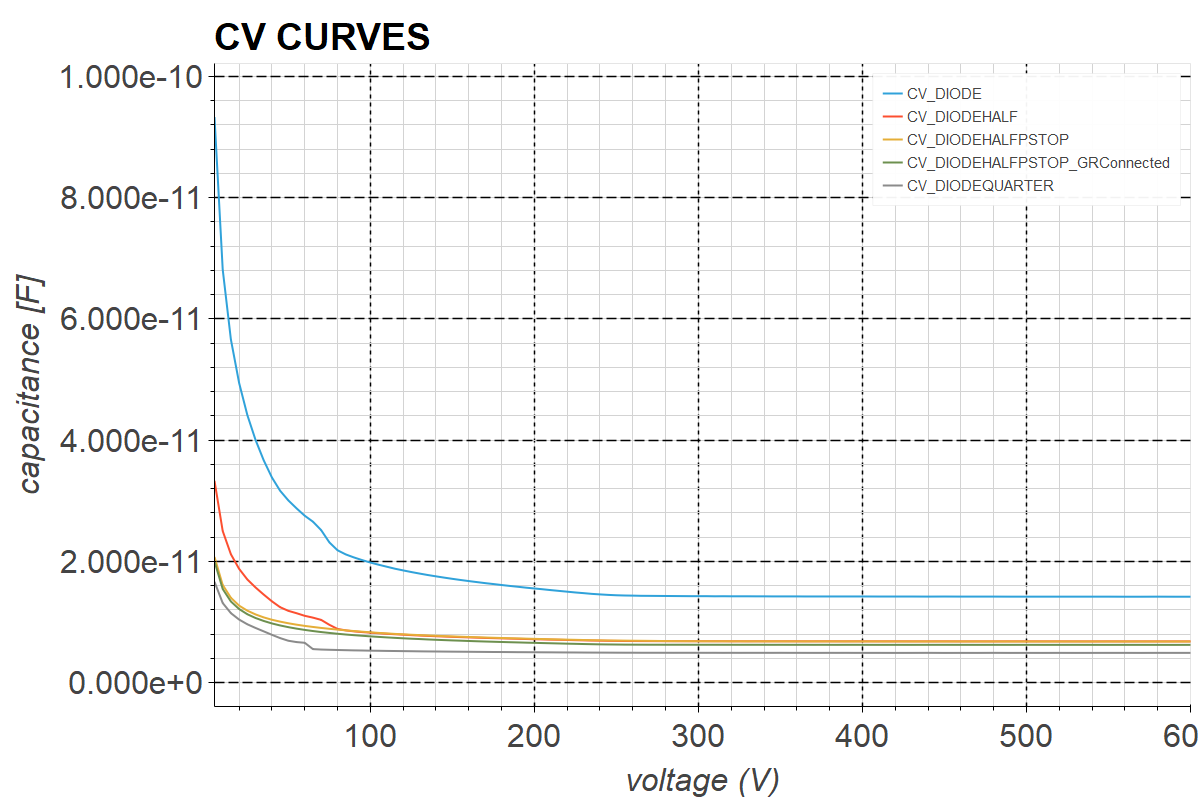 CV CURVES
1.000e-10
8.000e-11
6.000e-11
4.000e-11
2.000e-11
0.000e+0
capacitance [F]
CV_DIODE
CV_DIODEHALF
CV_DIODEHALFPSTOP
CV_DIODEHALFPSTOP_GRConnected
CV_DIODEQUARTER
100 200 300 400 500 60
voltage (V)